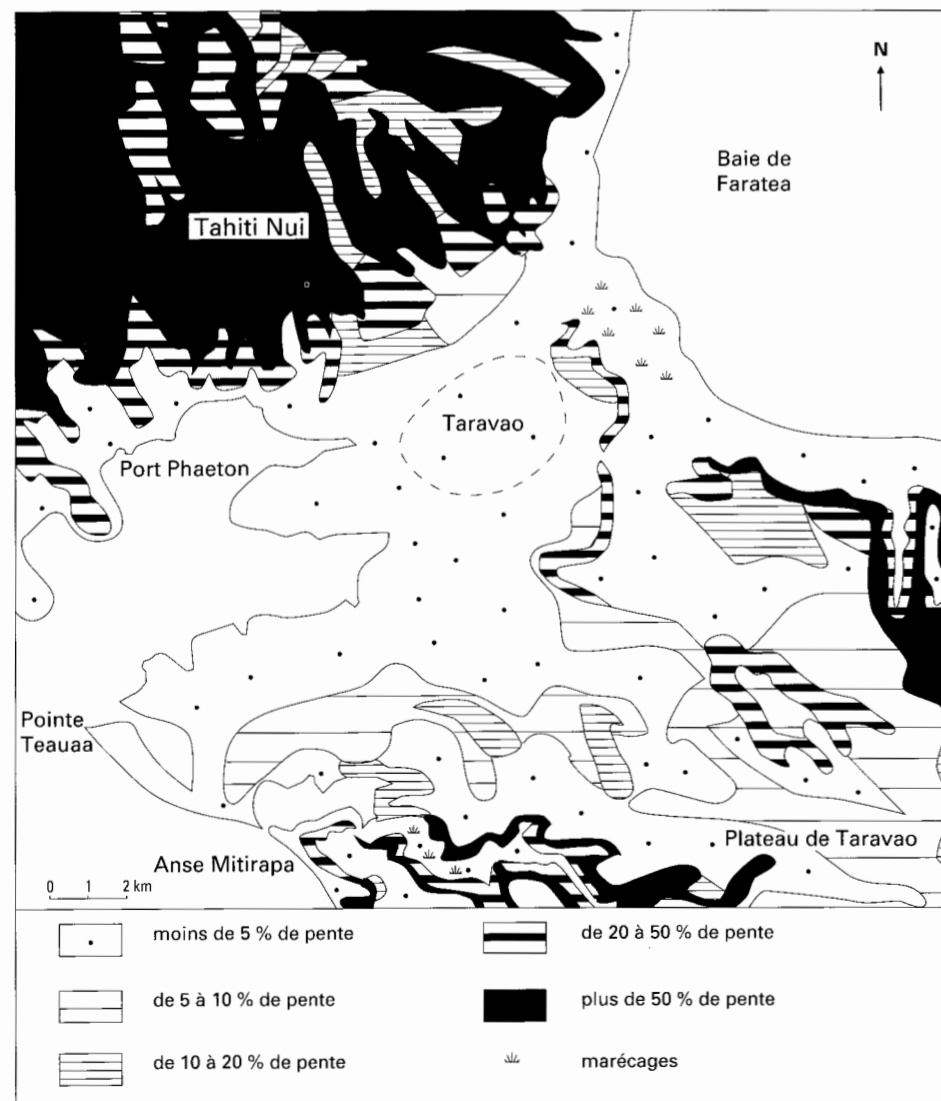 N
Baie de
Faratea
Tahiti Nui
Taravao
Port Phaeton
Pointe
Teauaa
Plateau de Taravao
Anse Mitirapa
0 1 2 km
moins de 5 % de pente
de 20 à 50 % de pente
de 5 à 10 % de pente
plus de 50 % de pente
de 10 à 20 % de pente
marécages